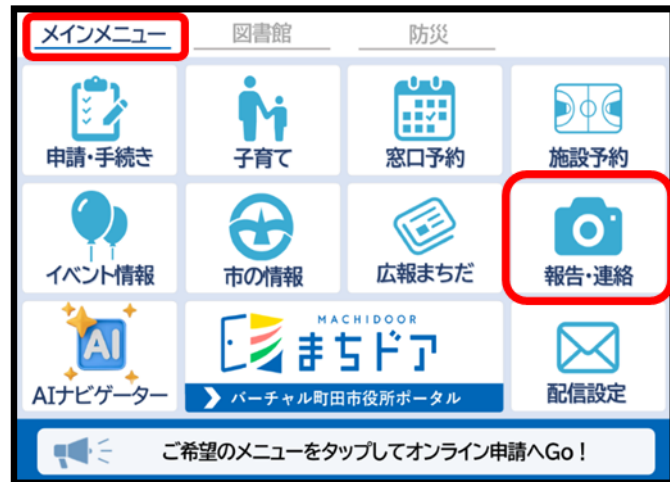 メインメニュー 図書館 防災
申請・手続き 子育て 窓口予約 施設予約
イベント情報 市の情報 広報まちだ 報告・連絡
AI
MACHIDOOR
まちドア
AIナビゲーター バーチャル町田市役所ポータル 配信設定
ご希望のメニューをタップしてオンライン申請へGo！